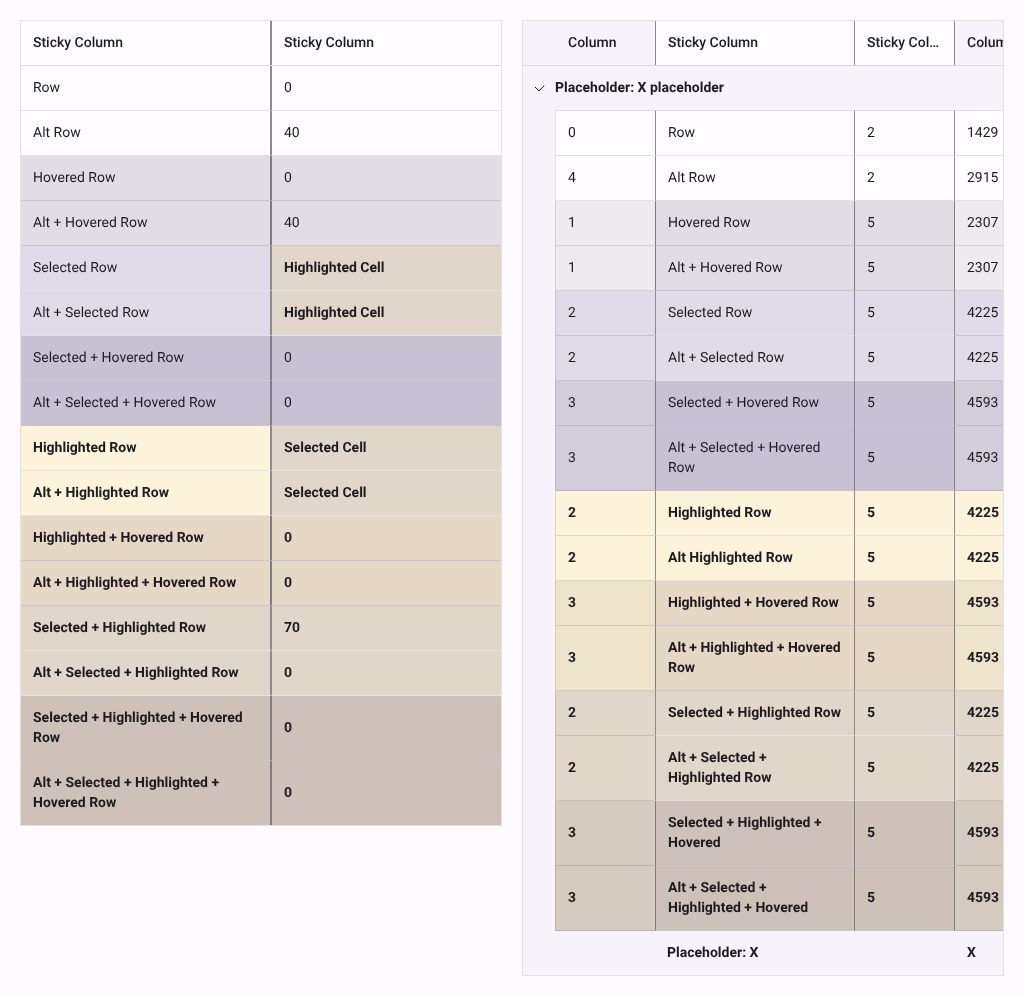 Sticky Column Sticky Column
Row 0
Alt Row 40
Hovered Row 0
Alt + Hovered Row 40
Selected Row Highlighted Cell
Alt + Selected Row Highlighted Cell
Selected + Hovered Row 0
Alt + Selected + Hovered Row 0
Highlighted Row Selected Cell
Alt + Highlighted Row Selected Cell
Highlighted + Hovered Row 0
Alt + Highlighted + Hovered Row 0
Selected + Highlighted Row 70
Alt + Selected + Highlighted Row 0
Selected + Highlighted + Hovered
Row 0
Alt + Selected + Highlighted +
Hovered Row 0
Column Sticky Column Sticky Col... Colum
Placeholder: X placeholder
0 Row 2 1429
4 Alt Row 2 2915
1 Hovered Row 5 2307
1 Alt + Hovered Row 5 2307
2 Selected Row 5 4225
2 Alt + Selected Row 5 4225
3 Selected + Hovered Row 5 4593
3 Alt + Selected + Hovered
Row 5 4593
2 Highlighted Row 5 4225
2 Alt Highlighted Row 5 4225
3 Highlighted + Hovered Row 5 4593
3 Alt + Highlighted + Hovered
Row 5 4593
2 Selected + Highlighted Row 5 4225
2 Alt + Selected +
Highlighted Row 5 4225
3 Selected + Highlighted +
Hovered 5 4593
3 Alt + Selected +
Highlighted + Hovered 5 4593
Placeholder: X X